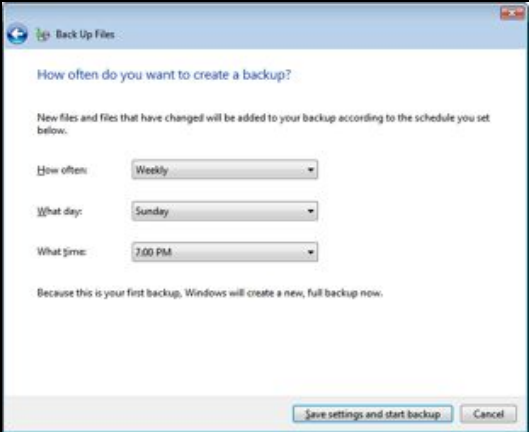 Back Up Files
How often do you want to create a backup?
New files and files that have changed will be added to your backup according to the schedule you set
below.
How often: Weekly
What day: Sunday
What time: 7:00 PM
Because this is your first backup, Windows will create a new, full backup now.
Save settings and start backup Cancel